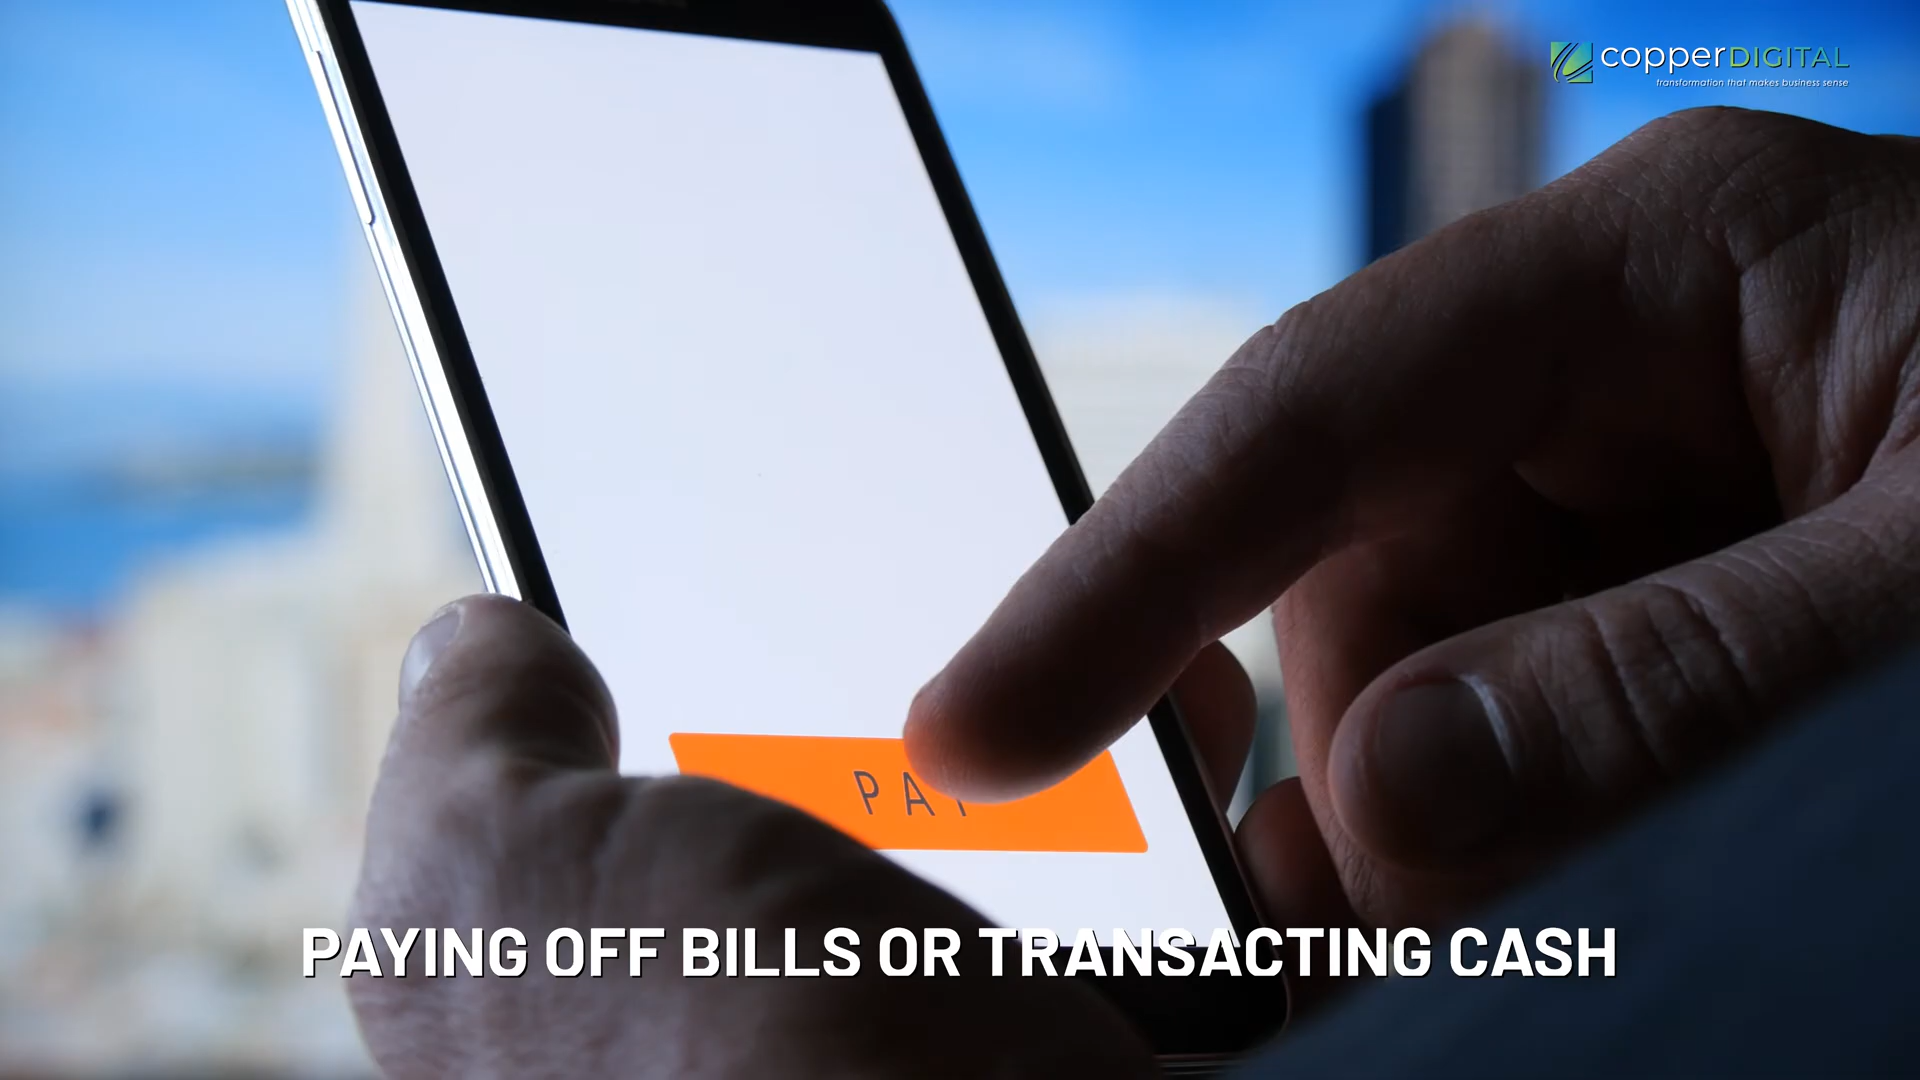 copperDIGITAL
transformation that makes business sense
PAY
PAYING OFF BILLS OR TRANSACTING CASH